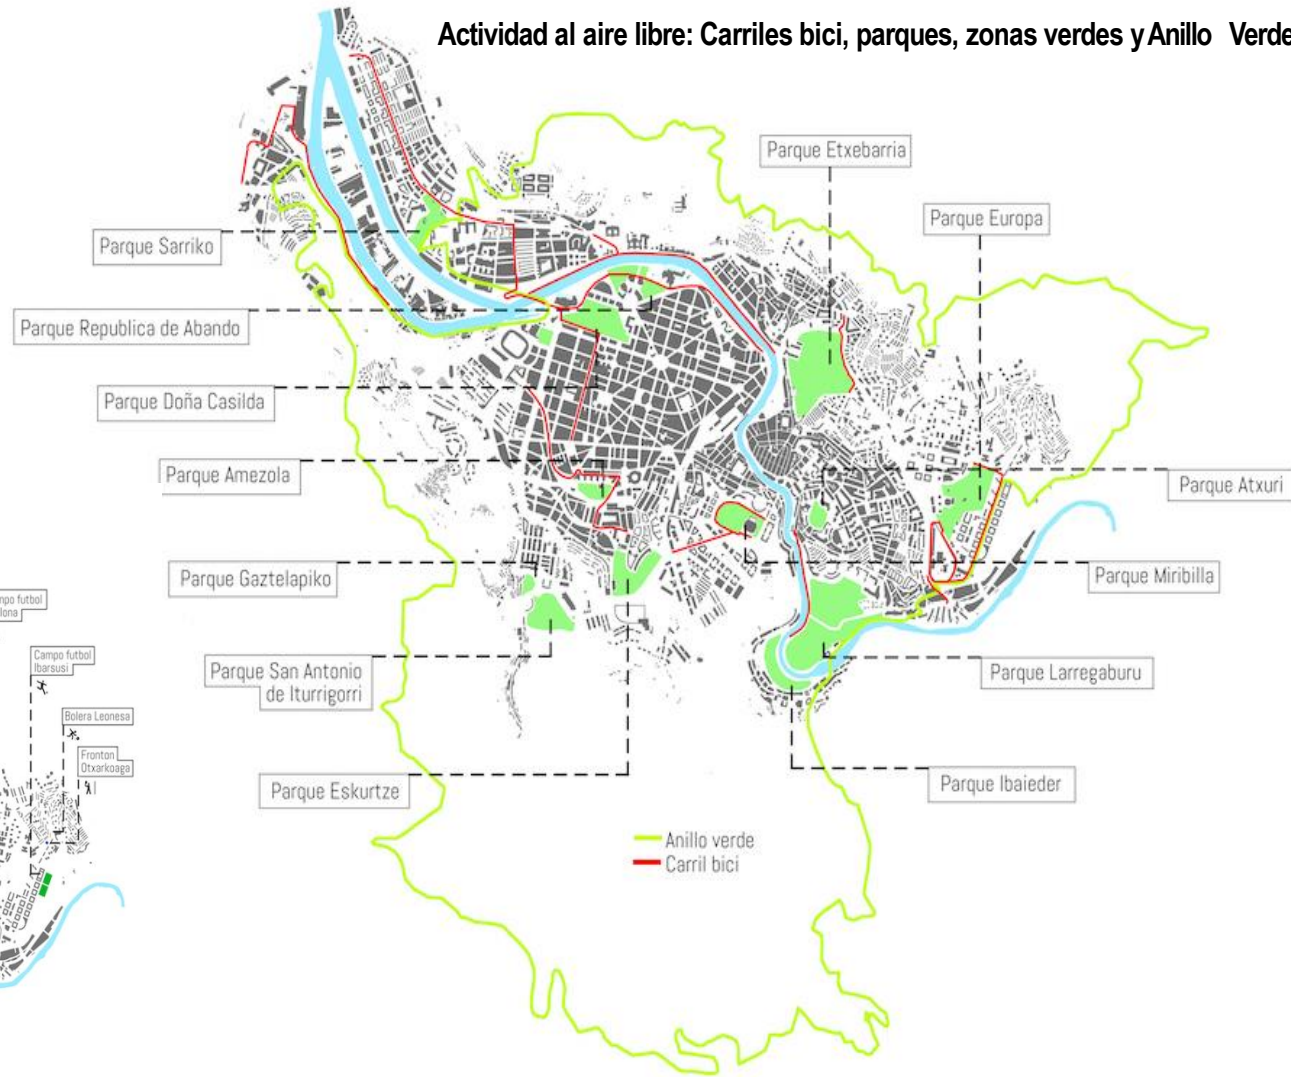 Actividad al aire libre: Carriles bici, parques, zonas verdes y Anillo Verde
Parque Etxebarria
Parque Europa
Parque Sarriko
Parque Republica de Abando
Parque Doña Casilda
Parque Amezola
Parque Atxuri
Parque Gaztelapiko
Parque Miribilla
Parque San Antonio
de Iturrigorri
Parque Larregaburu
Parque Eskurtze
Parque Ibaieder
Anillo verde
Carril bici
futbol
Campo futbol
Ibarsusi
Bolera Leonesa
Fronton
Otxarkoaga